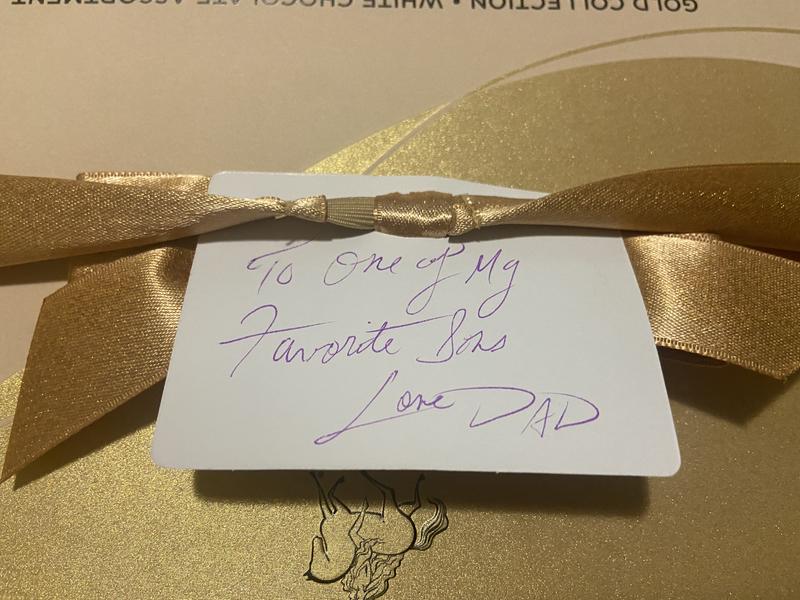 GOLD COLLECTION • WHITE CHOCOLATE ASSORTMENT
To One of My
Favorite Sons
Love DAD